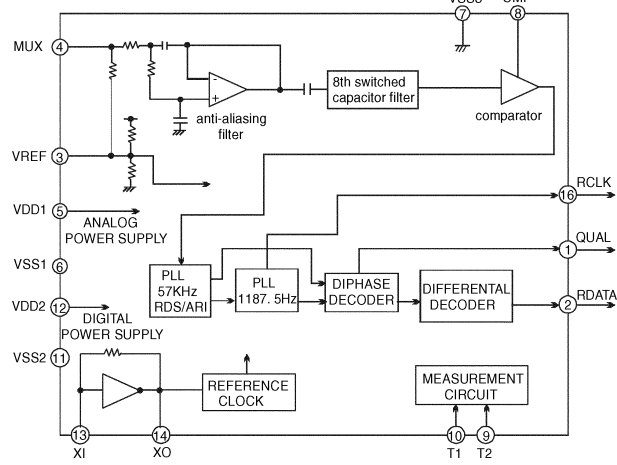 7
8
MUX 4
8th switched
capacitor filter
-
+
anti-aliasing
filter
comparator
VREF 3
16 RCLK
VDD1 5
ANALOG
POWER SUPPLY
1 QUAL
VSS1 6
PLL
57KHz
RDS/ARI
PLL
1187. 5Hz
DIPHASE
DECODER
DIFFERENTAL
DECODER
2 RDATA
VDD2 12
DIGITAL
POWER SUPPLY
VSS2 11
REFERENCE
CLOCK
MEASUREMENT
CIRCUIT
13
14
10
9
XI
XO
T1
T2